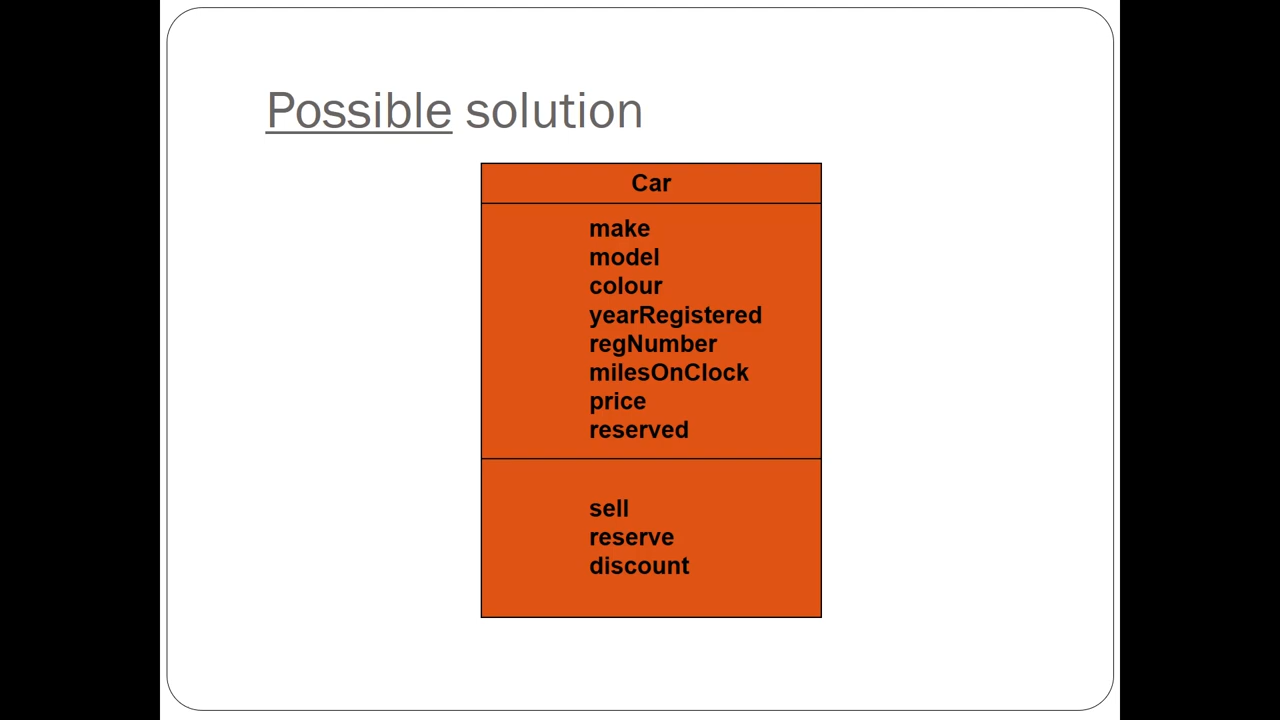 Possible solution
Car
make
model
colour
yearRegistered
regNumber
milesOnClock
price
reserved
sell
reserve
discount